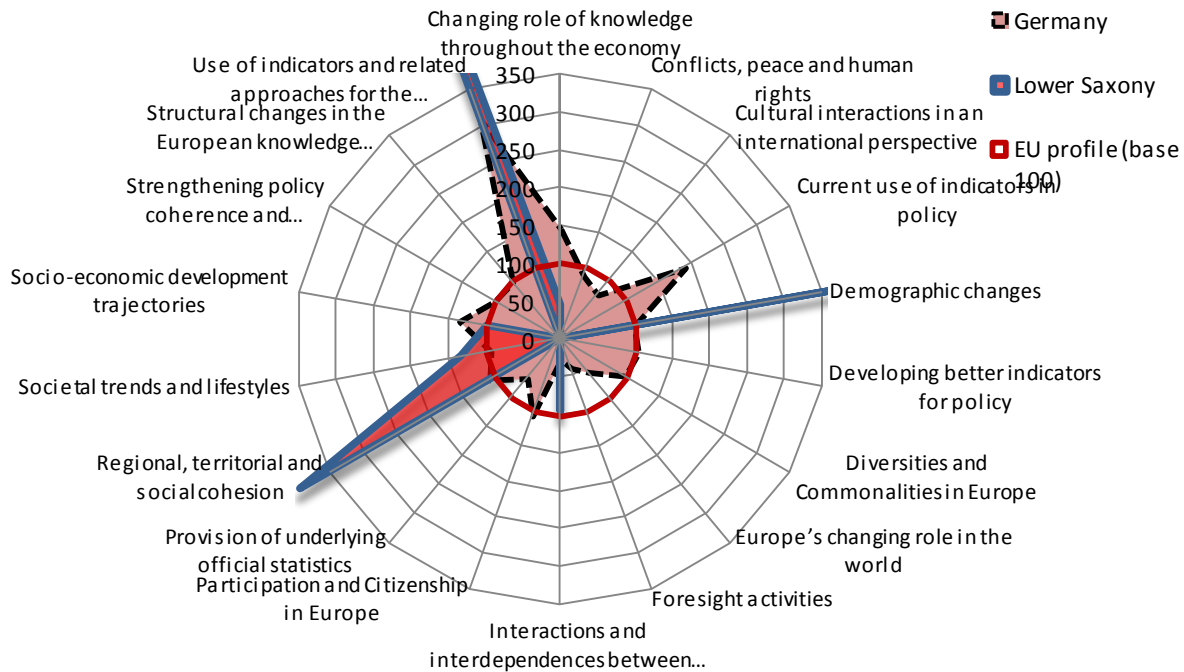 Changing role of knowledge
throughout the economy
Conflicts, peace and human
rights
Cultural interactions in an
international perspective
Current use of indicators in
policy
Demographic changes
Developing better indicators
for policy
Diversities and
Commonalities in Europe
Europe's changing role in the
world
Foresight activities
Interactions and
interdependences between...
Participation and Citizenship
in Europe
Provision of underlying
official statistics
Regional, territorial and
social cohesion
Societal trends and lifestyles
Socio-economic development
trajectories
Strengthening policy
coherence and...
Structural changes in the
European knowledge...
Use of indicators and related
approaches for the...
350
300
250
200
150
100
50
0
Germany
Lower Saxony
EU profile (base
100)